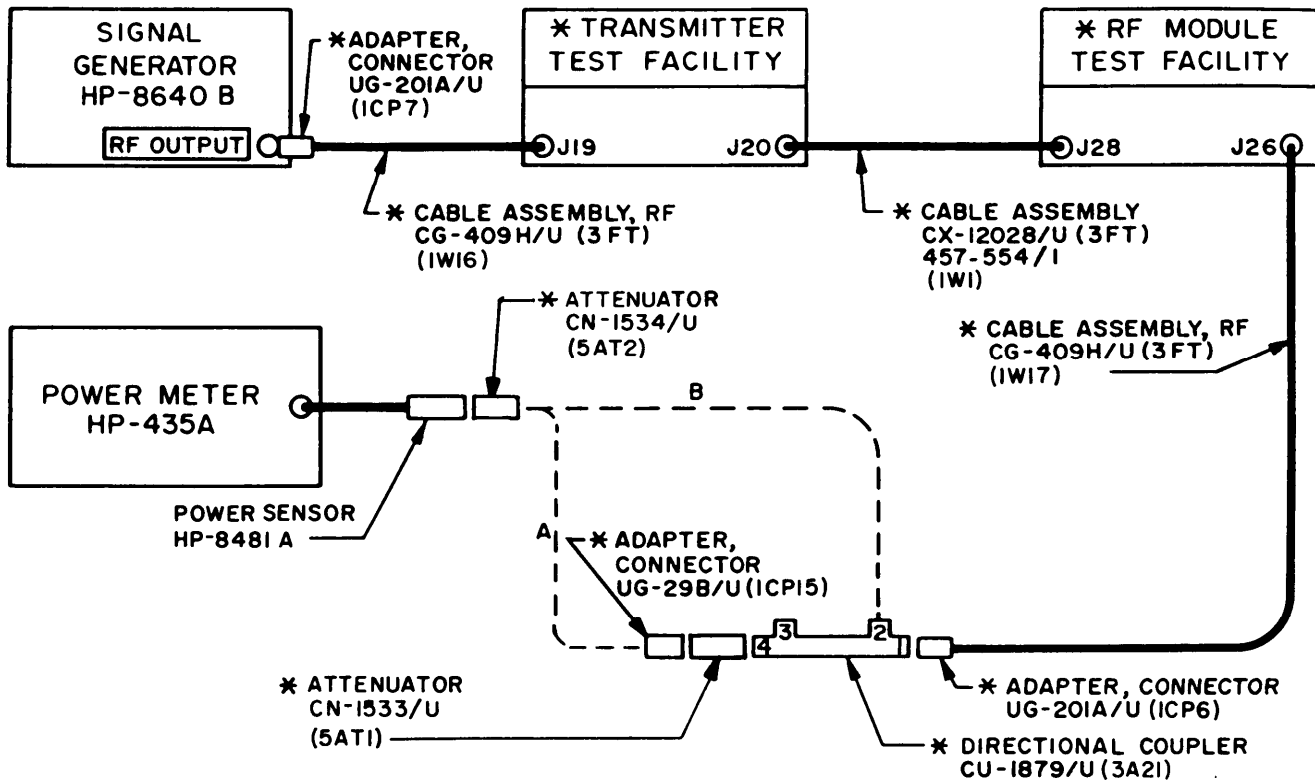 SIGNAL
GENERATOR
HP-8640 B
RF OUTPUT
* ADAPTER,
CONNECTOR
UG-201A/U
(1CP7)
* TRANSMITTER
TEST FACILITY
J19
J20
* RF MODULE
TEST FACILITY
J28
J26
* CABLE ASSEMBLY, RF
CG-409H/U (3FT)
(1W16)
* CABLE ASSEMBLY
CX-12028/U (3FT)
457-554/1
(1W1)
* ATTENUATOR
CN-1534/U
(5AT2)
* CABLE ASSEMBLY, RF
CG-409H/U (3FT)
(1W17)
POWER METER
HP-435A
B
POWER SENSOR
HP-8481A
A
* ADAPTER,
CONNECTOR
UG-29B/U (1CP15)
4
3
2
* ATTENUATOR
CN-1533/U
(5AT1)
* ADAPTER, CONNECTOR
UG-201A/U (1CP6)
* DIRECTIONAL COUPLER
CU-1879/U (3A21)